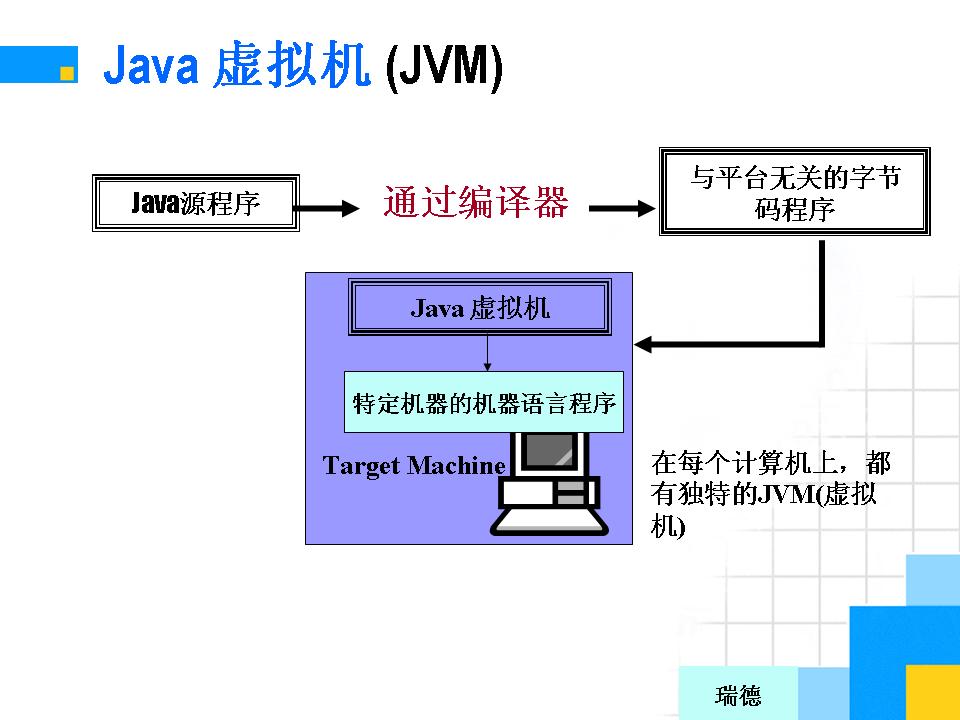 Java 虚拟机 (JVM)
Java源程序
通过编译器
与平台无关的字节
码程序
Java 虚拟机
特定机器的机器语言程序
Target Machine
在每个计算机上，都
有独特的JVM(虚拟
机)
瑞德